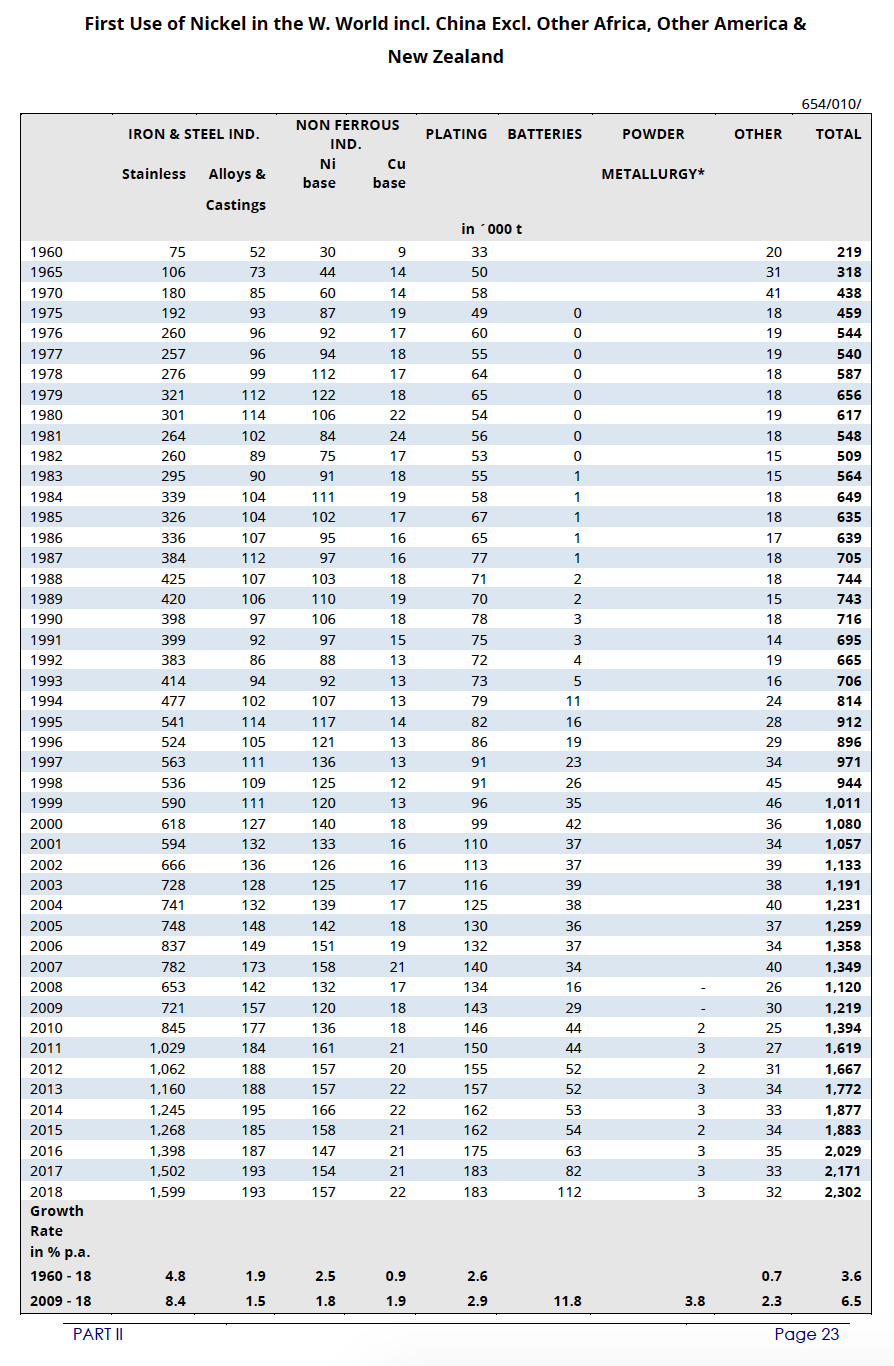 First Use of Nickel in the W. World incl. China Excl. Other Africa, Other America &
New Zealand
654/010/
IRON & STEEL IND. NON FERROUS IND. PLATING BATTERIES POWDER OTHER TOTAL
Stainless Alloys & Ni base Cu base METALLURGY*
Castings
in ´000 t
1960 75 52 30 9 33 20 219
1965 106 73 44 14 50 31 318
1970 180 85 60 14 58 41 438
1975 192 93 87 19 49 0 18 459
1976 260 96 92 17 60 0 19 544
1977 257 96 94 18 55 0 19 540
1978 276 99 112 17 64 0 18 587
1979 321 112 122 18 65 0 18 656
1980 301 114 106 22 54 0 19 617
1981 264 102 84 24 56 0 18 548
1982 260 89 75 17 53 0 15 509
1983 295 90 91 18 55 1 15 564
1984 339 104 111 19 58 1 18 649
1985 326 104 102 17 67 1 18 635
1986 336 107 95 16 65 1 17 639
1987 384 112 97 16 77 1 18 705
1988 425 107 103 18 71 2 18 744
1989 420 106 110 19 70 2 15 743
1990 398 97 106 18 78 3 18 716
1991 399 92 97 15 75 3 14 695
1992 383 86 88 13 72 4 19 665
1993 414 94 92 13 73 5 16 706
1994 477 102 107 13 79 11 24 814
1995 541 114 117 14 82 16 28 912
1996 524 105 121 13 86 19 29 896
1997 563 111 136 13 91 23 34 971
1998 536 109 125 12 91 26 45 944
1999 590 111 120 13 96 35 46 1,011
2000 618 127 140 18 99 42 36 1,080
2001 594 132 133 16 110 37 34 1,057
2002 666 136 126 16 113 37 39 1,133
2003 728 128 125 17 116 39 38 1,191
2004 741 132 139 17 125 38 40 1,231
2005 748 148 142 18 130 36 37 1,259
2006 837 149 151 19 132 37 34 1,358
2007 782 173 158 21 140 34 40 1,349
2008 653 142 132 17 134 16 - 26 1,120
2009 721 157 120 18 143 29 - 30 1,219
2010 845 177 136 18 146 44 2 25 1,394
2011 1,029 184 161 21 150 44 3 27 1,619
2012 1,062 188 157 20 155 52 2 31 1,667
2013 1,160 188 157 22 157 52 3 34 1,772
2014 1,245 195 166 22 162 53 3 33 1,877
2015 1,268 185 158 21 162 54 2 34 1,883
2016 1,398 187 147 21 175 63 3 35 2,029
2017 1,502 193 154 21 183 82 3 33 2,171
2018 1,599 193 157 22 183 112 3 32 2,302
Growth
Rate
in % p.a.
1960 - 18 4.8 1.9 2.5 0.9 2.6 0.7 3.6
2009 - 18 8.4 1.5 1.8 1.9 2.9 11.8 3.8 2.3 6.5
PART II Page 23